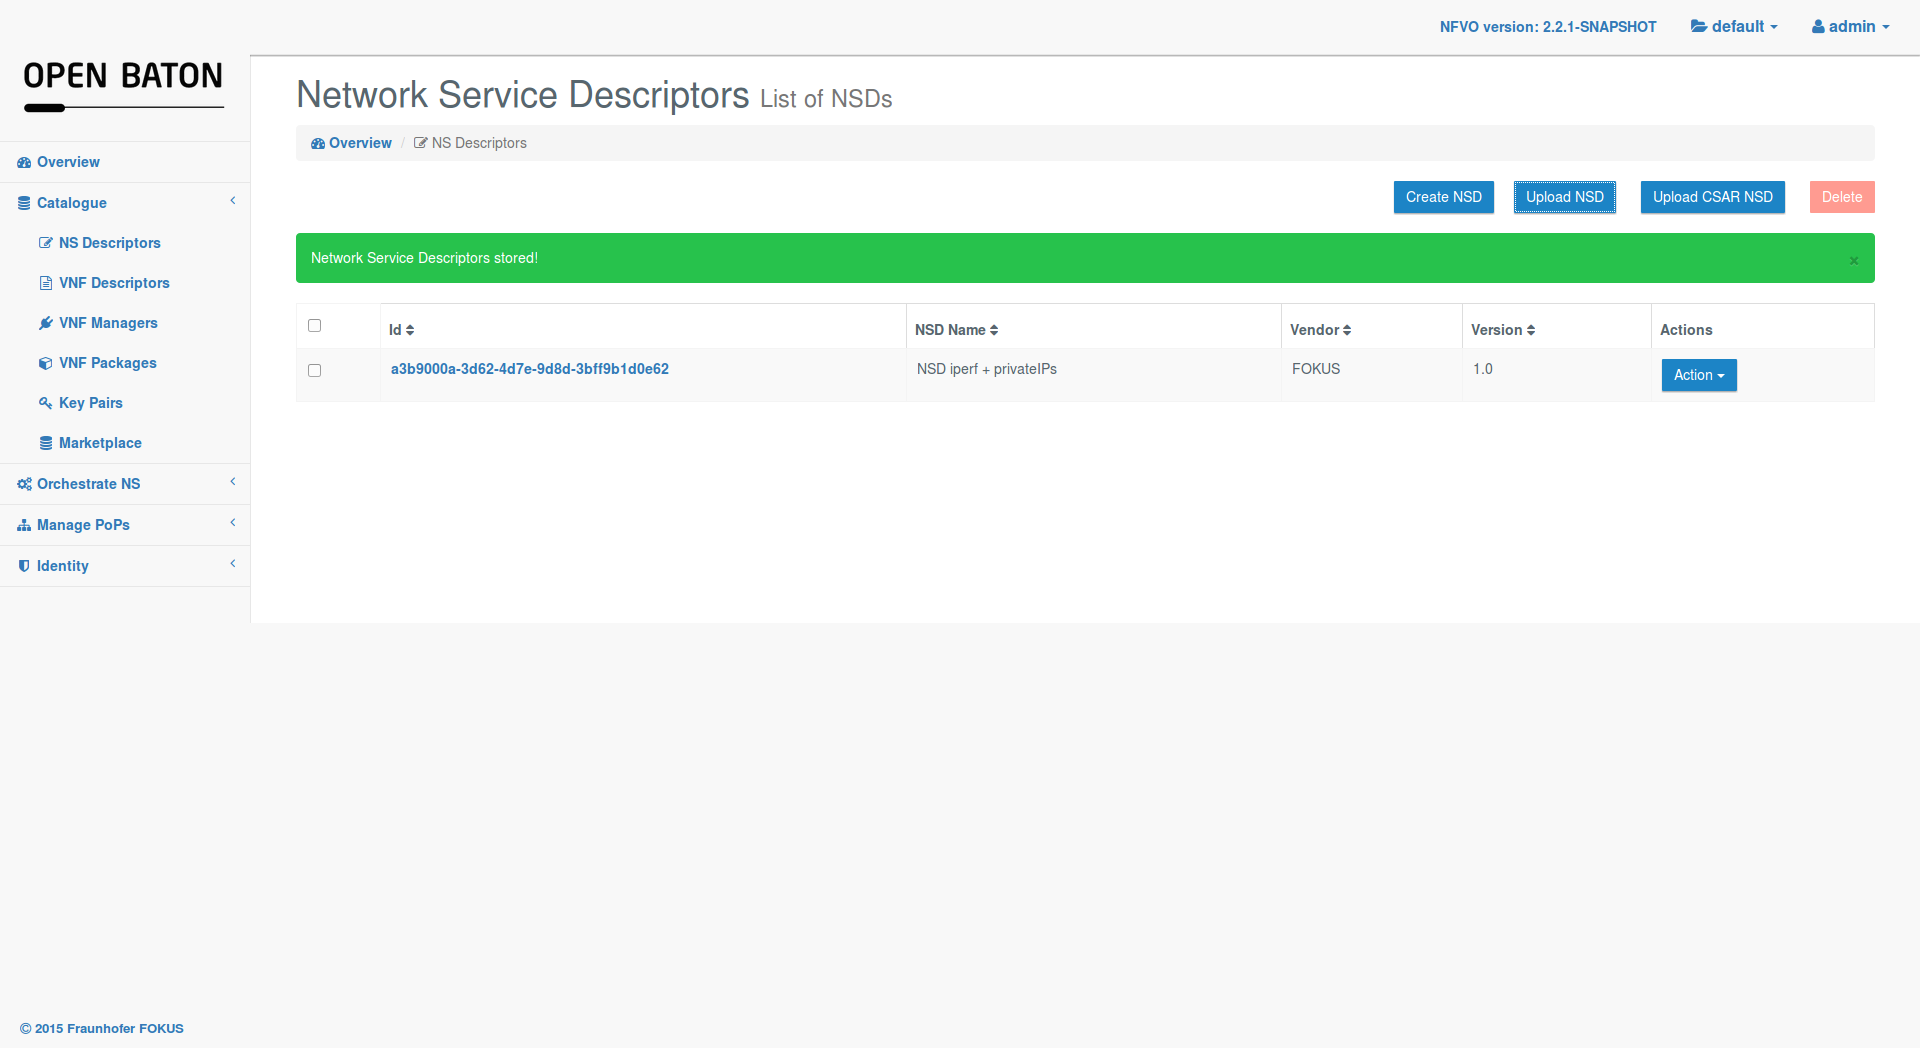 NFVO version: 2.2.1-SNAPSHOT default admin
OPEN BATON
Overview
Catalogue
NS Descriptors
VNF Descriptors
VNF Managers
VNF Packages
Key Pairs
Marketplace
Orchestrate NS
Manage PoPs
Identity
Network Service Descriptors List of NSDs
Overview / NS Descriptors
Create NSD Upload NSD Upload CSAR NSD Delete
Network Service Descriptors stored! ×
Id NSD Name Vendor Version Actions
a3b9000a-3d62-4d7e-9d8d-3bff9b1d0e62 NSD iperf + privateIPs FOKUS 1.0 Action
© 2015 Fraunhofer FOKUS